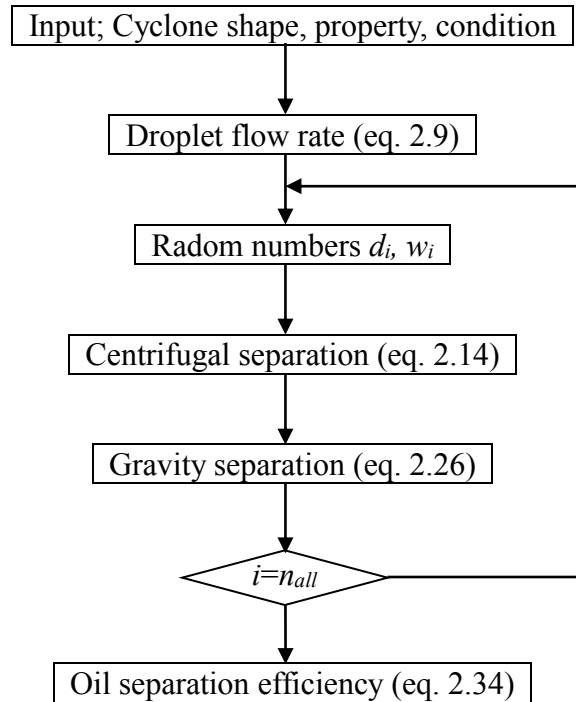 Input; Cyclone shape, property, condition
Droplet flow rate (eq. 2.9)
Radom numbers di, wi
Centrifugal separation (eq. 2.14)
Gravity separation (eq. 2.26)
i=nall
Oil separation efficiency (eq. 2.34)